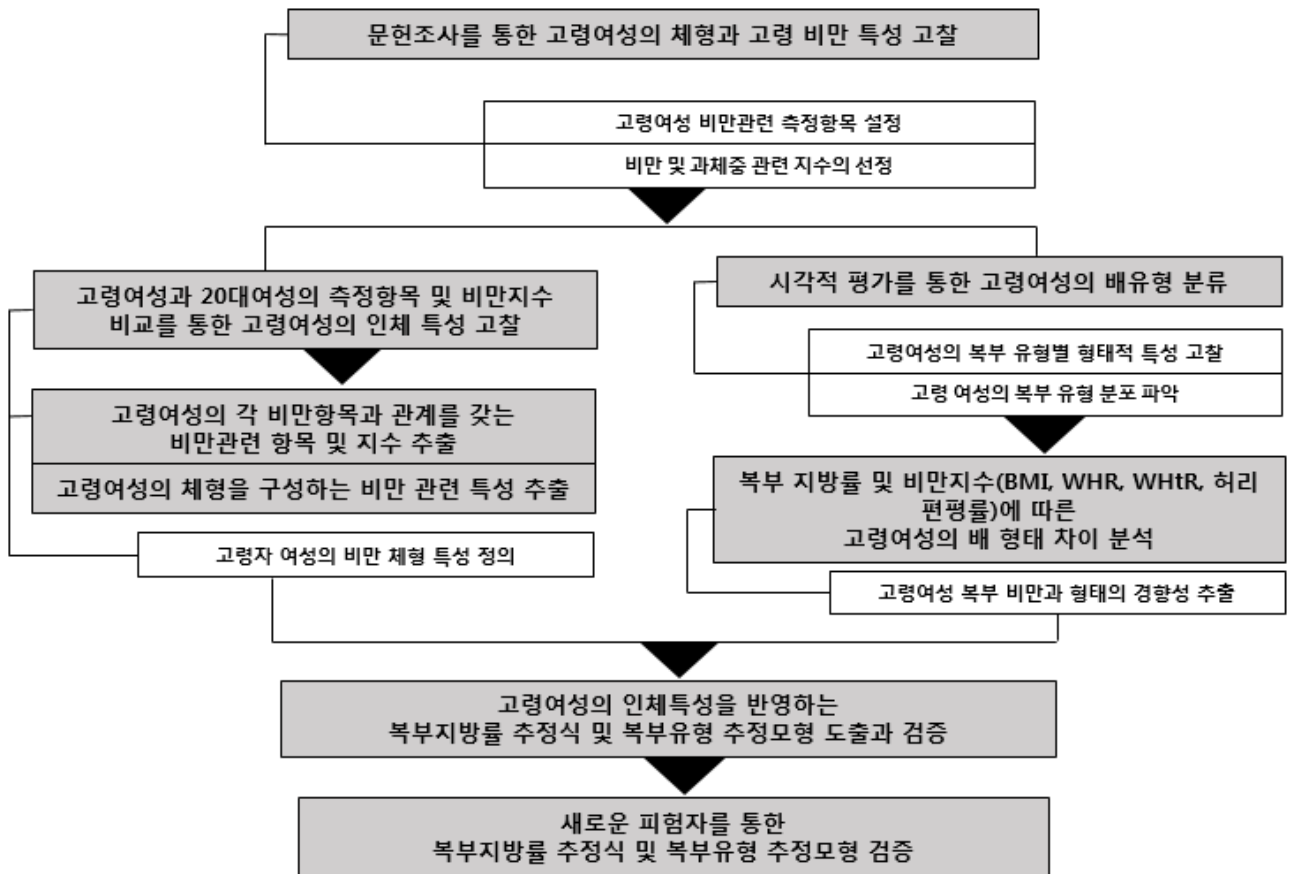 문헌조사를 통한 고령여성의 체형과 고령 비만 특성 고찰
고령여성 비만관련 측정항목 설정
비만 및 과체중 관련 지수의 선정
고령여성과 20대여성의 측정항목 및 비만지수
비교를 통한 고령여성의 인체 특성 고찰
고령여성의 각 비만항목과 관계를 갖는
비만관련 항목 및 지수 추출
고령여성의 체형을 구성하는 비만 관련 특성 추출
고령자 여성의 비만 체형 특성 정의
시각적 평가를 통한 고령여성의 배유형 분류
고령여성의 복부 유형별 형태적 특성 고찰
고령 여성의 복부 유형 분포 파악
복부 지방률 및 비만지수(BMI, WHR, WHtR, 허리
편평률)에 따른
고령여성의 배 형태 차이 분석
고령여성 복부 비만과 형태의 경향성 추출
고령여성의 인체특성을 반영하는
복부지방률 추정식 및 복부유형 추정모형 도출과 검증
새로운 피험자를 통한
복부지방률 추정식 및 복부유형 추정모형 검증